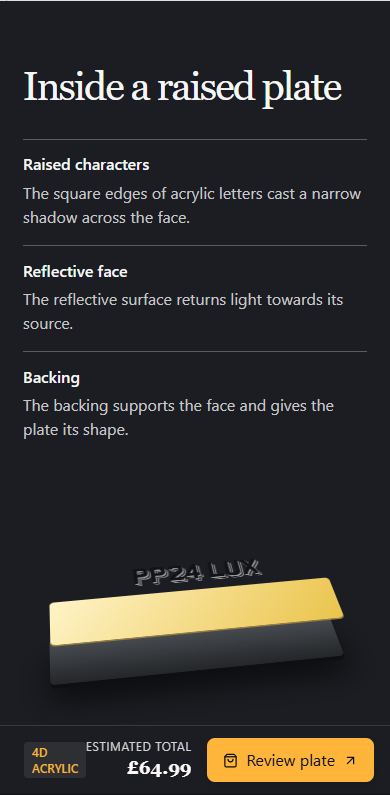 Inside a raised plate
Raised characters
The square edges of acrylic letters cast a narrow
shadow across the face.
Reflective face
The reflective surface returns light towards its
source.
Backing
The backing supports the face and gives the
plate its shape.
PP24 LUX
4D
ACRYLIC
ESTIMATED TOTAL
£64.99
Review plate